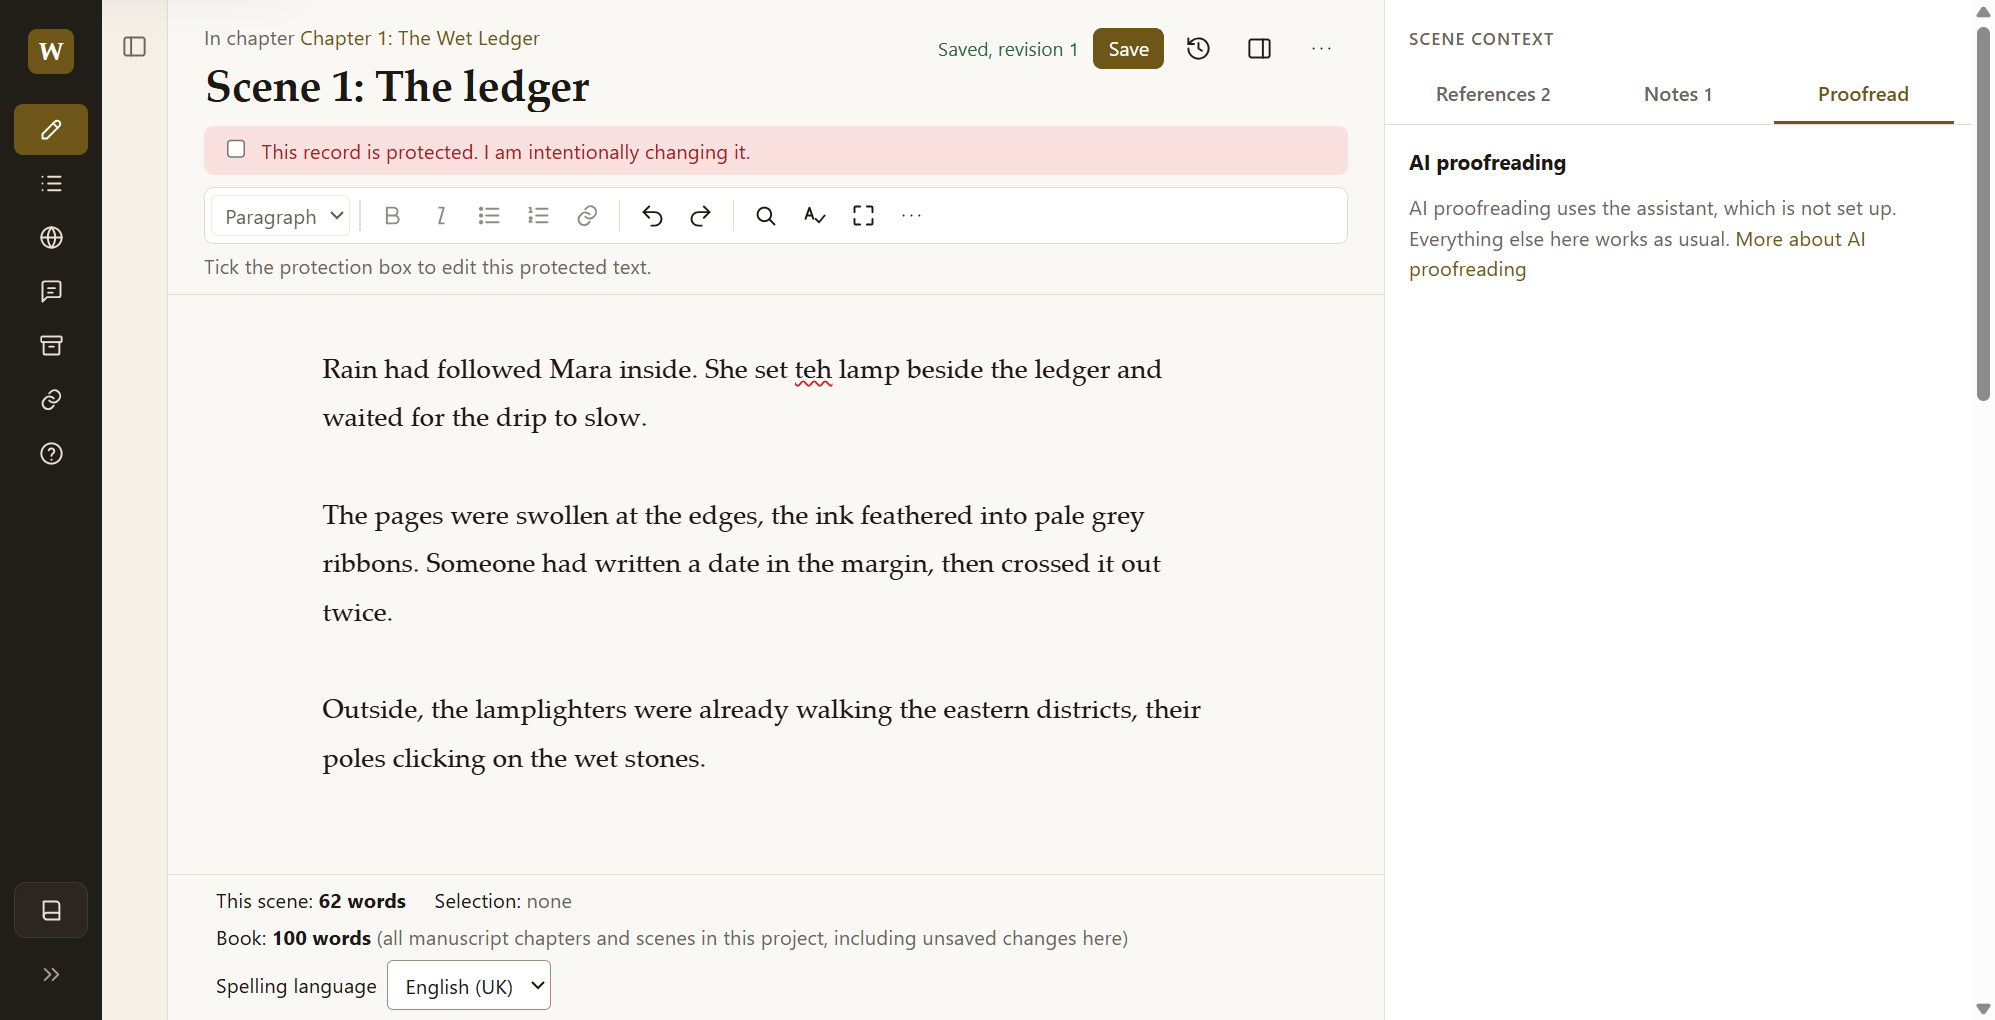 W
In chapter Chapter 1: The Wet Ledger
Scene 1: The ledger
Saved, revision 1
Save
This record is protected. I am intentionally changing it.
Paragraph
Tick the protection box to edit this protected text.
Rain had followed Mara inside. She set teh lamp beside the ledger and
waited for the drip to slow.
The pages were swollen at the edges, the ink feathered into pale grey
ribbons. Someone had written a date in the margin, then crossed it out
twice.
Outside, the lamplighters were already walking the eastern districts, their
poles clicking on the wet stones.
This scene: 62 words Selection: none
Book: 100 words (all manuscript chapters and scenes in this project, including unsaved changes here)
Spelling language English (UK)
SCENE CONTEXT
References 2 Notes 1 Proofread
AI proofreading
AI proofreading uses the assistant, which is not set up.
Everything else here works as usual. More about AI
proofreading